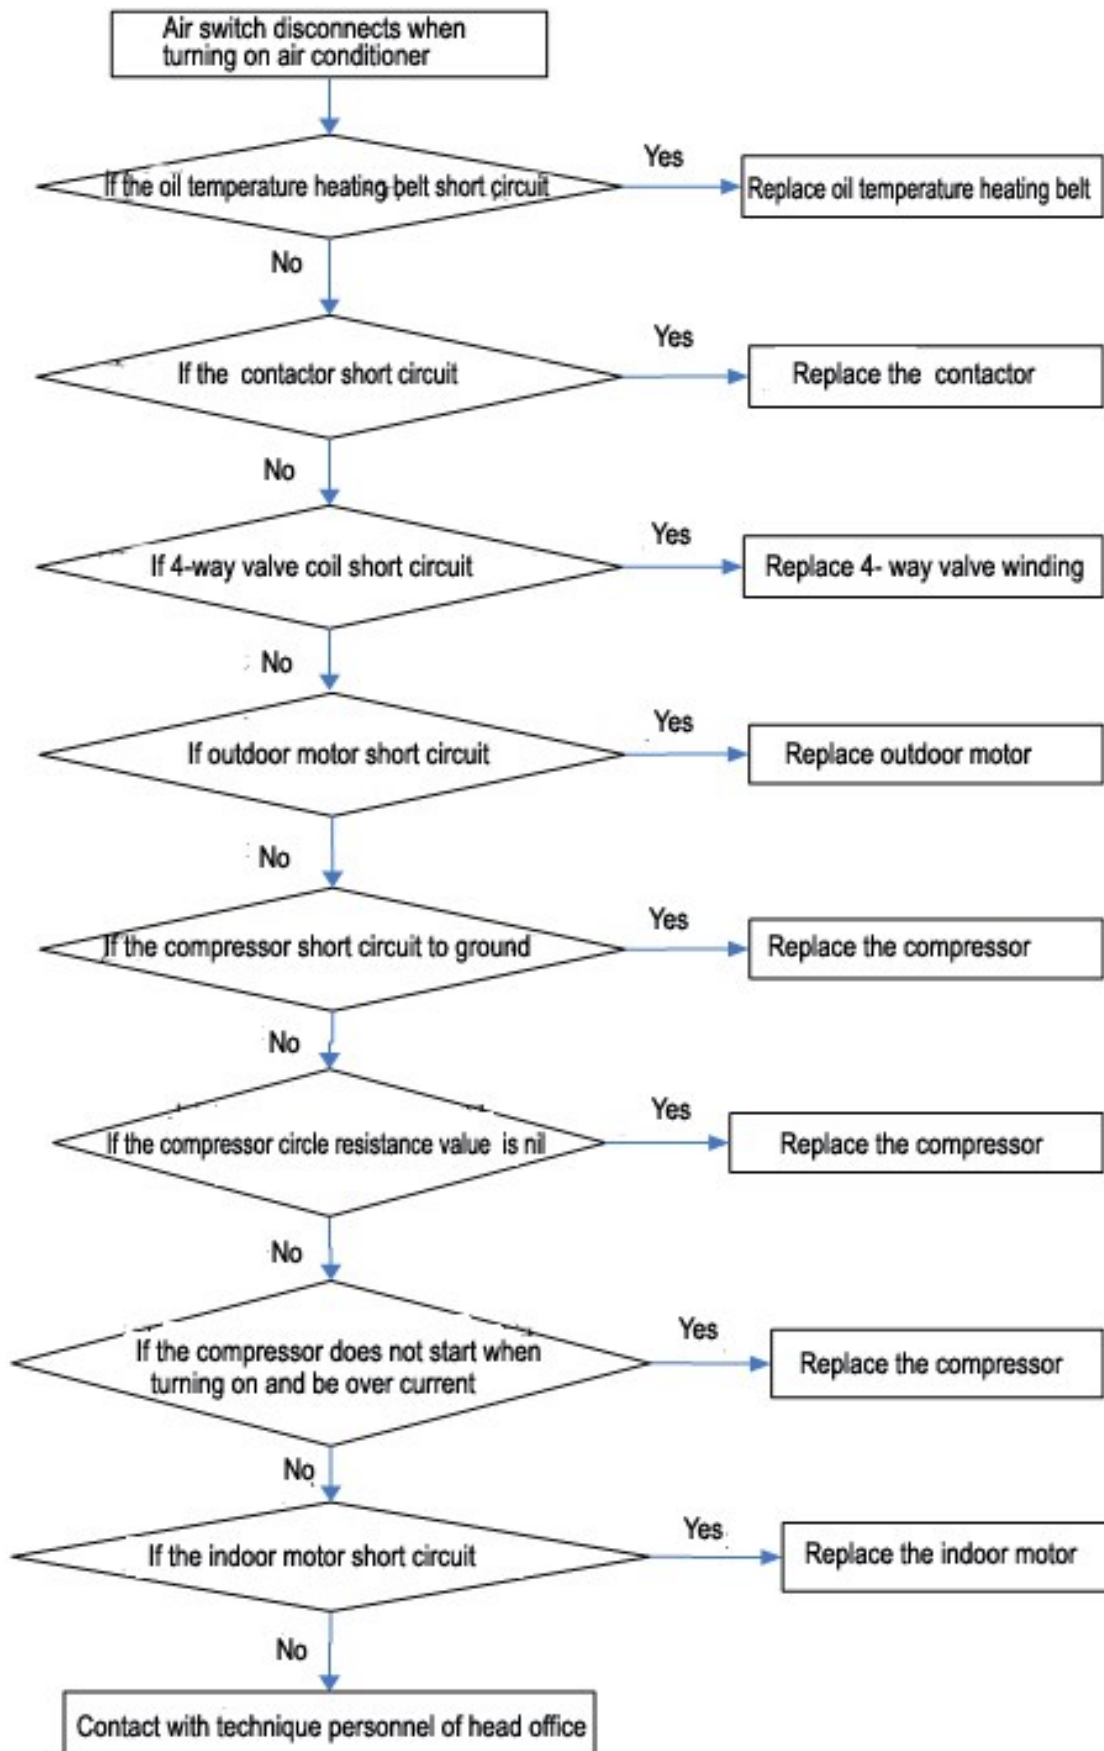 Air switch disconnects when
turning on air conditioner
If the oil temperature heating belt short circuit
Yes
Replace oil temperature heating belt
No
If the contactor short circuit
Yes
Replace the contactor
No
If 4-way valve coil short circuit
Yes
Replace 4- way valve winding
No
If outdoor motor short circuit
Yes
Replace outdoor motor
No
If the compressor short circuit to ground
Yes
Replace the compressor
No
If the compressor circle resistance value is nil
Yes
Replace the compressor
No
If the compressor does not start when
turning on and be over current
Yes
Replace the compressor
No
If the indoor motor short circuit
Yes
Replace the indoor motor
No
Contact with technique personnel of head office